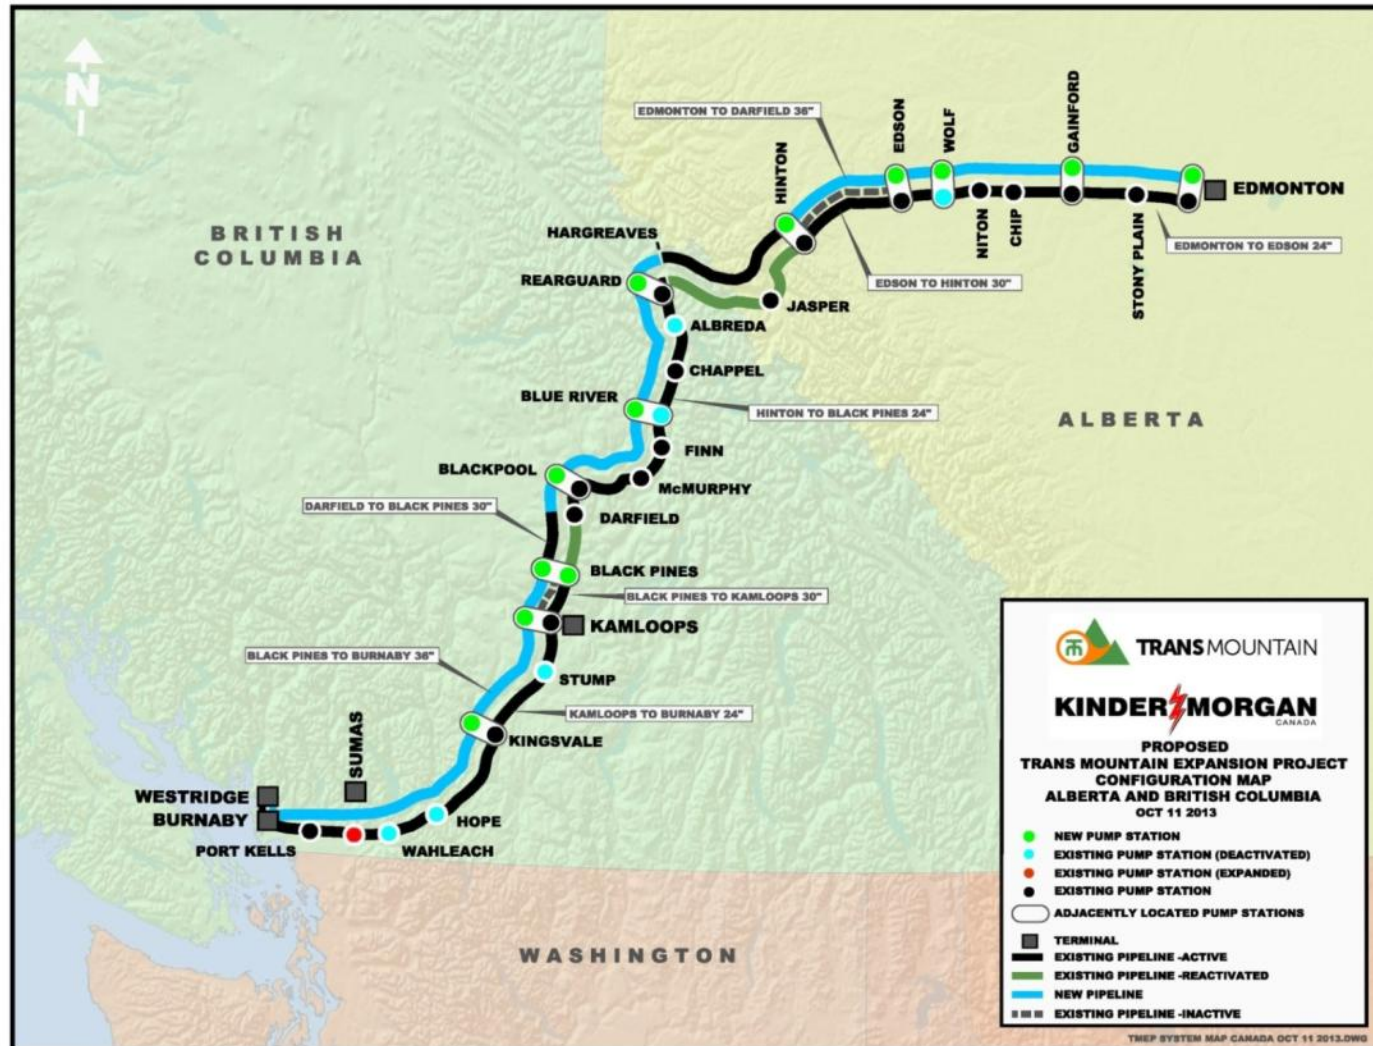 N
BRITISH
COLUMBIA
EDMONTON TO DARFIELD 36"
EDSON
WOLF
GAINFORD
HINTON
EDMONTON
NITON
CHIP
STONY PLAIN
EDMONTON TO EDSON 24"
EDSON TO HINTON 30"
HARGREAVES
REARGUARD
JASPER
ALBREDA
CHAPPEL
BLUE RIVER
HINTON TO BLACK PINES 24"
ALBERTA
FINN
BLACKPOOL
McMURPHY
DARFIELD TO BLACK PINES 30"
DARFIELD
BLACK PINES
BLACK PINES TO KAMLOOPS 30"
KAMLOOPS
BLACK PINES TO BURNABY 36"
STUMP
KAMLOOPS TO BURNABY 24"
KINGSVALE
SUMAS
WESTRIDGE
BURNABY
HOPE
PORT KELLS
WAHLEACH
WASHINGTON
TRANSMOUNTAIN
KINDER MORGAN
CANADA
PROPOSED
TRANS MOUNTAIN EXPANSION PROJECT
CONFIGURATION MAP
ALBERTA AND BRITISH COLUMBIA
OCT 11 2013
NEW PUMP STATION
EXISTING PUMP STATION (DEACTIVATED)
EXISTING PUMP STATION (EXPANDED)
EXISTING PUMP STATION
ADJACENTLY LOCATED PUMP STATIONS
TERMINAL
EXISTING PIPELINE -ACTIVE
EXISTING PIPELINE -REACTIVATED
NEW PIPELINE
EXISTING PIPELINE -INACTIVE
TMEP SYSTEM MAP CANADA OCT 11 2013.DWG